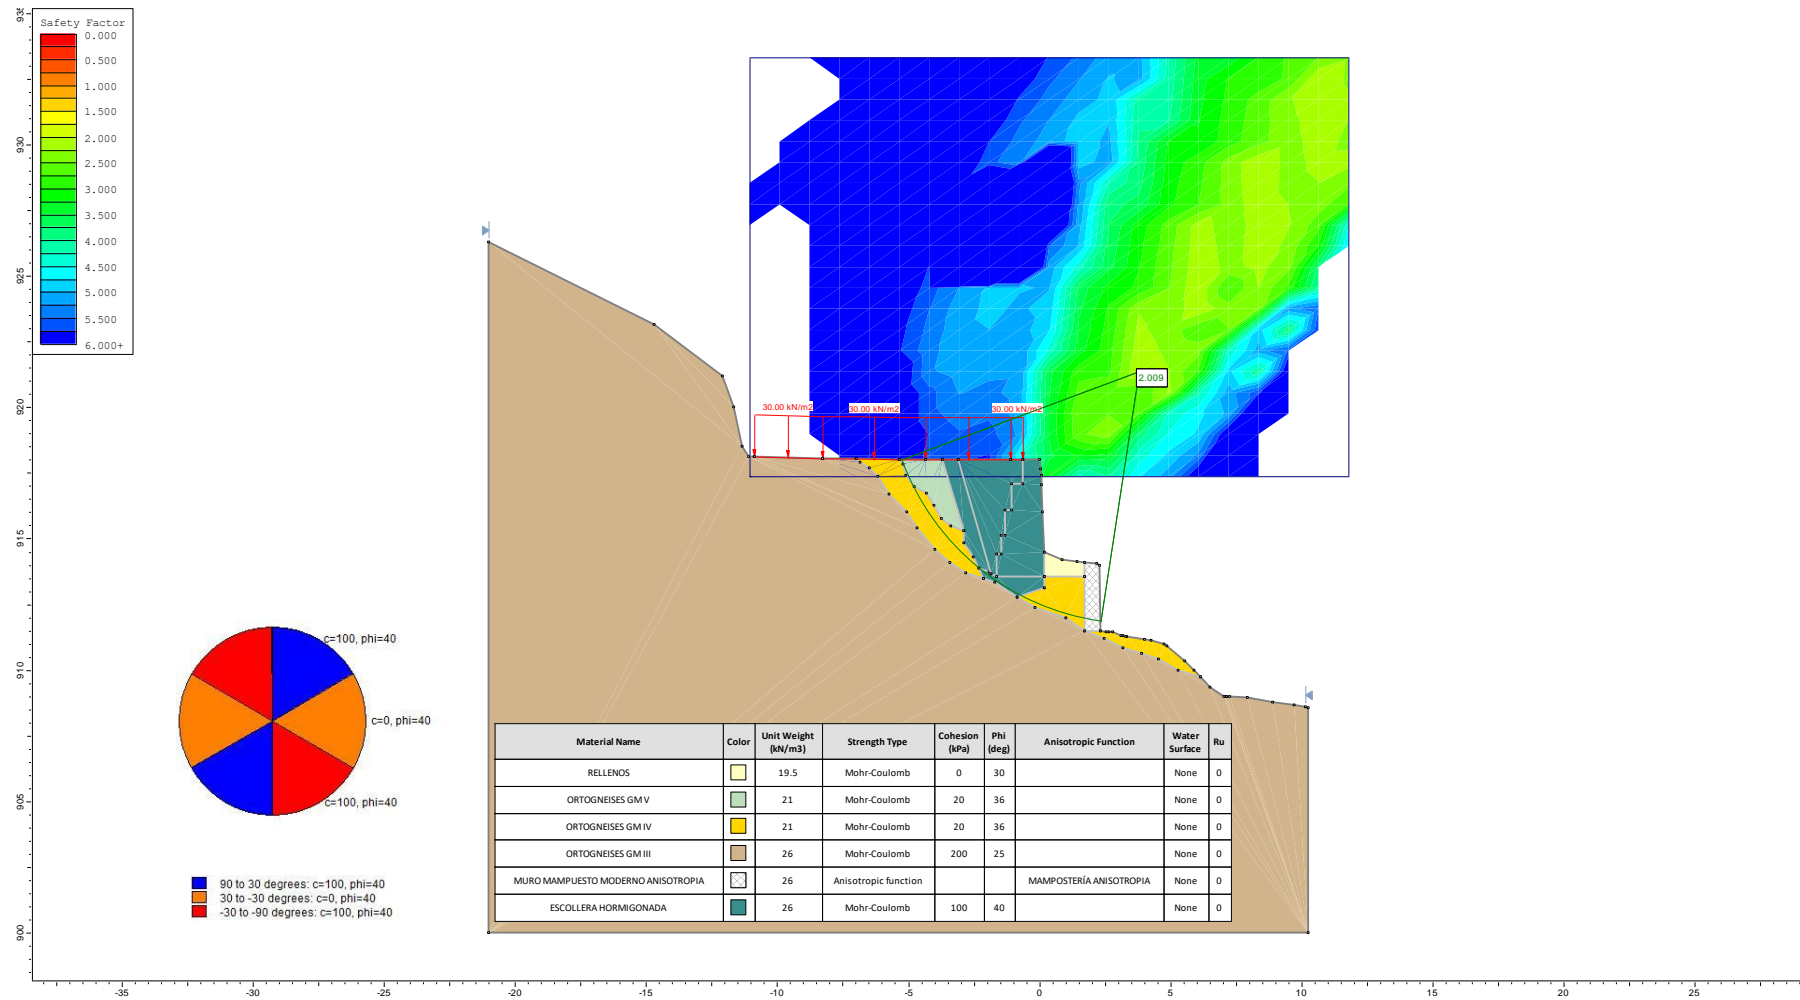 Safety Factor
0.000
0.500
1.000
1.500
2.000
2.500
3.000
3.500
4.000
4.500
5.000
5.500
6.000+
935
930
925
920
915
910
905
900
2.009
30.00 kN/m2
30.00 kN/m2
30.00 kN/m2
c=100, phi=40
c=0, phi=40
c=100, phi=40
90 to 30 degrees: c=100, phi=40
30 to -30 degrees: c=0, phi=40
-30 to -90 degrees: c=100, phi=40
Material Name Color Unit Weight (kN/m3) Strength Type Cohesion (kPa) Phi (deg) Anisotropic Function Water Surface Ru
RELLENOS 19.5 Mohr-Coulomb 0 30 None 0
ORTOGNEISES GM V 21 Mohr-Coulomb 20 36 None 0
ORTOGNEISES GM IV 21 Mohr-Coulomb 20 36 None 0
ORTOGNEISES GM III 26 Mohr-Coulomb 200 25 None 0
MURO MAMPUESTO MODERNO ANISOTROPIA 26 Anisotropic function MAMPOSTERÍA ANISOTROPIA None 0
ESCOLLERA HORMIGONADA 26 Mohr-Coulomb 100 40 None 0
-35 -30 -25 -20 -15 -10 -5 0 5 10 15 20 25